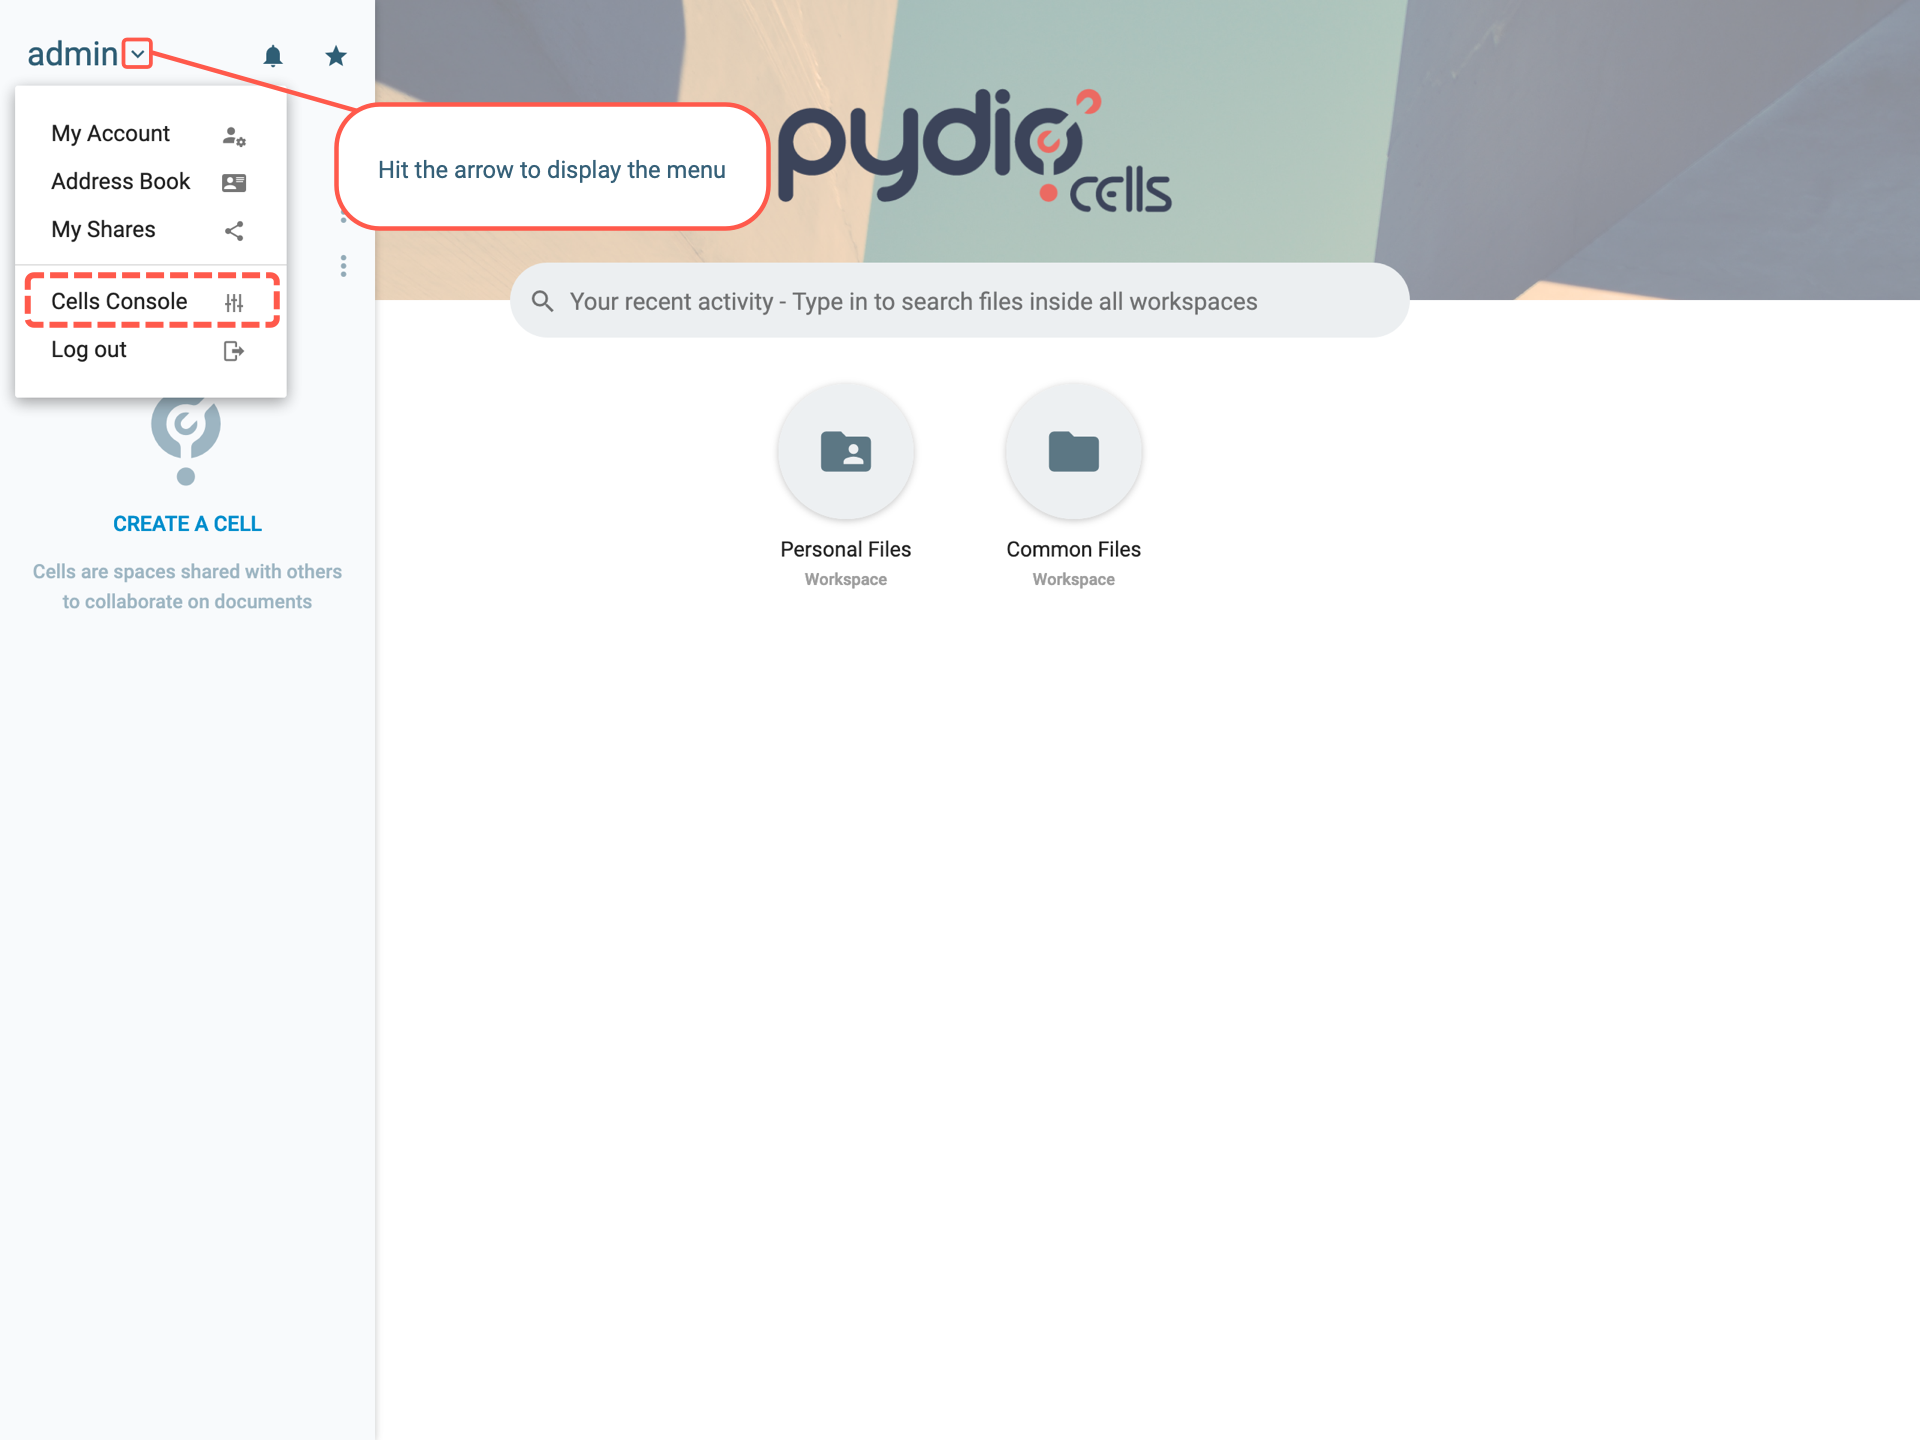 admin
My Account
Address Book
My Shares
Cells Console
Log out
Hit the arrow to display the menu
pydio
cells
Your recent activity - Type in to search files inside all workspaces
Personal Files
Workspace
Common Files
Workspace
CREATE A CELL
Cells are spaces shared with others
to collaborate on documents